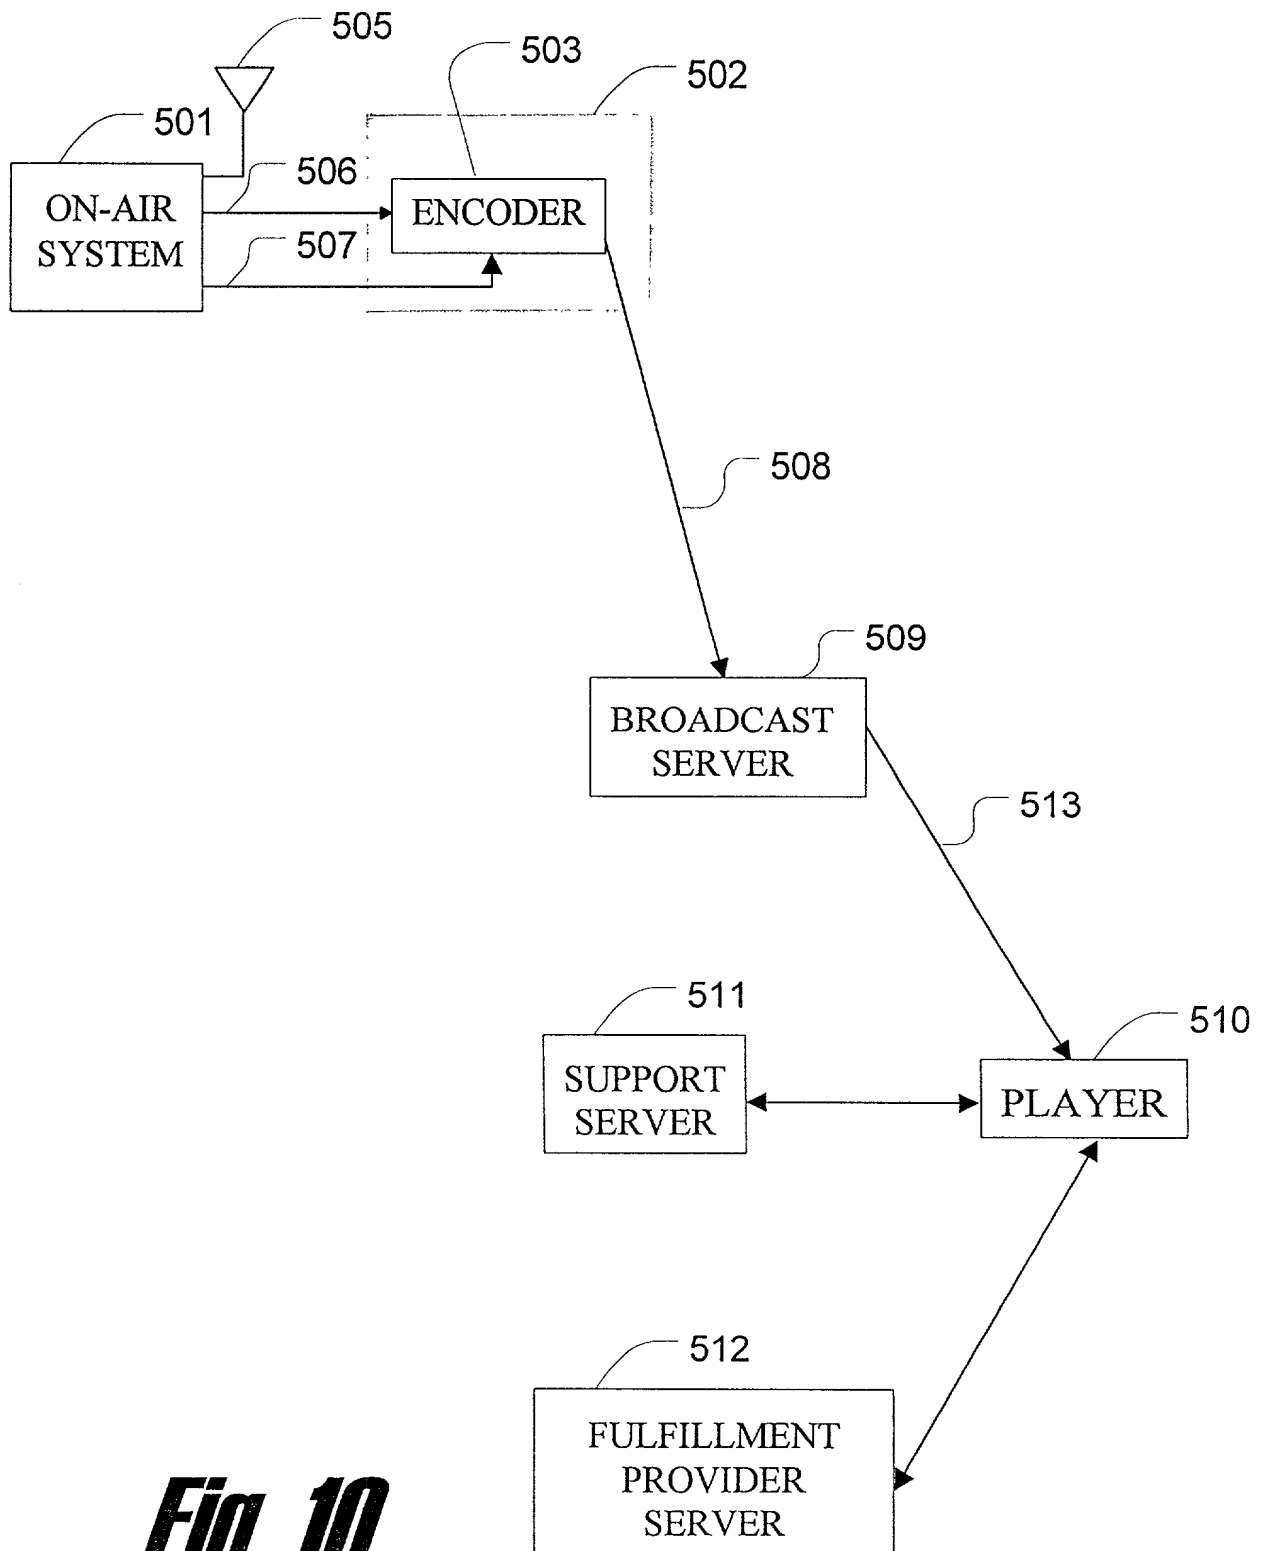 505
503
502
501
506
ON-AIR
SYSTEM
ENCODER
507
508
509
BROADCAST
SERVER
513
511
510
SUPPORT
SERVER
PLAYER
512
FULFILLMENT
PROVIDER
SERVER
Fig 10